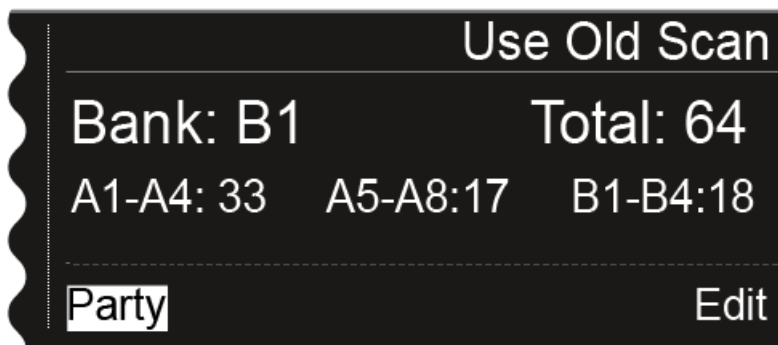 Use Old Scan
Bank: B1 Total: 64
A1-A4: 33 A5-A8:17 B1-B4:18
Party Edit